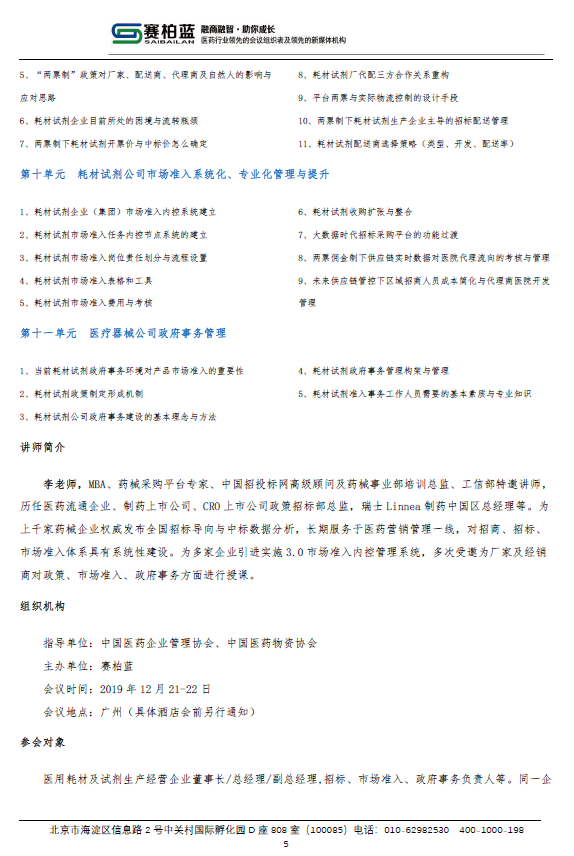 赛柏蓝
SAIBAILAN
融商融智·助你成长
医药行业领先的会议组织者及领先的新媒体机构
5、“两票制”政策对厂家、配送商、代理商及自然人的影响与
应对思路
6、耗材试剂企业目前所处的困境与流转瓶颈
7、两票制下耗材试剂开票价与中标价怎么确定
8、耗材试剂厂代配三方合作关系重构
9、平台两票与实际物流控制的设计手段
10、两票制下耗材试剂生产企业主导的招标配送管理
11、耗材试剂配送商选择策略（类型、开发、配送率）
第十单元 耗材试剂公司市场准入系统化、专业化管理与提升
1、耗材试剂企业（集团）市场准入内控系统建立
2、耗材试剂市场准入任务内控节点系统的建立
3、耗材试剂市场准入岗位责任划分与流程设置
4、耗材试剂市场准入表格和工具
5、耗材试剂市场准入费用与考核
6、耗材试剂收购扩张与整合
7、大数据时代招标采购平台的功能过渡
8、两票佣金制下供应链实时数据对医院代理流向的考核与管理
9、未来供应链管控下区域招商人员成本简化与代理商医院开发
管理
第十一单元 医疗器械公司政府事务管理
1、当前耗材试剂政府事务环境对产品市场准入的重要性
2、耗材试剂政策制定形成机制
3、耗材试剂公司政府事务建设的基本理念与方法
4、耗材试剂政府事务管理构架与管理
5、耗材试剂准入事务工作人员需要的基本素质与专业知识
讲师简介
李老师，MBA、药械采购平台专家、中国招投标网高级顾问及药械事业部培训总监、工信部特邀讲师，
历任医药流通企业、制药上市公司、CRO上市公司政策招标部总监，瑞士Linnea制药中国区总经理等。为
上千家药械企业权威发布全国招标导向与中标数据分析，长期服务于医药营销管理一线，对招商、招标、
市场准入体系具有系统性建设。为多家企业引进实施3.0市场准入内控管理系统，多次受邀为厂家及经销
商对政策、市场准入、政府事务方面进行授课。
组织机构
指导单位：中国医药企业管理协会、中国医药物资协会
主办单位：赛柏蓝
会议时间：2019年12月21-22日
会议地点：广州（具体酒店会前另行通知）
参会对象
医用耗材及试剂生产经营企业董事长/总经理/副总经理,招标、市场准入、政府事务负责人等。同一企
北京市海淀区信息路2号中关村国际孵化园D座808室（100085）电话：010-62982530 400-1000-198
5